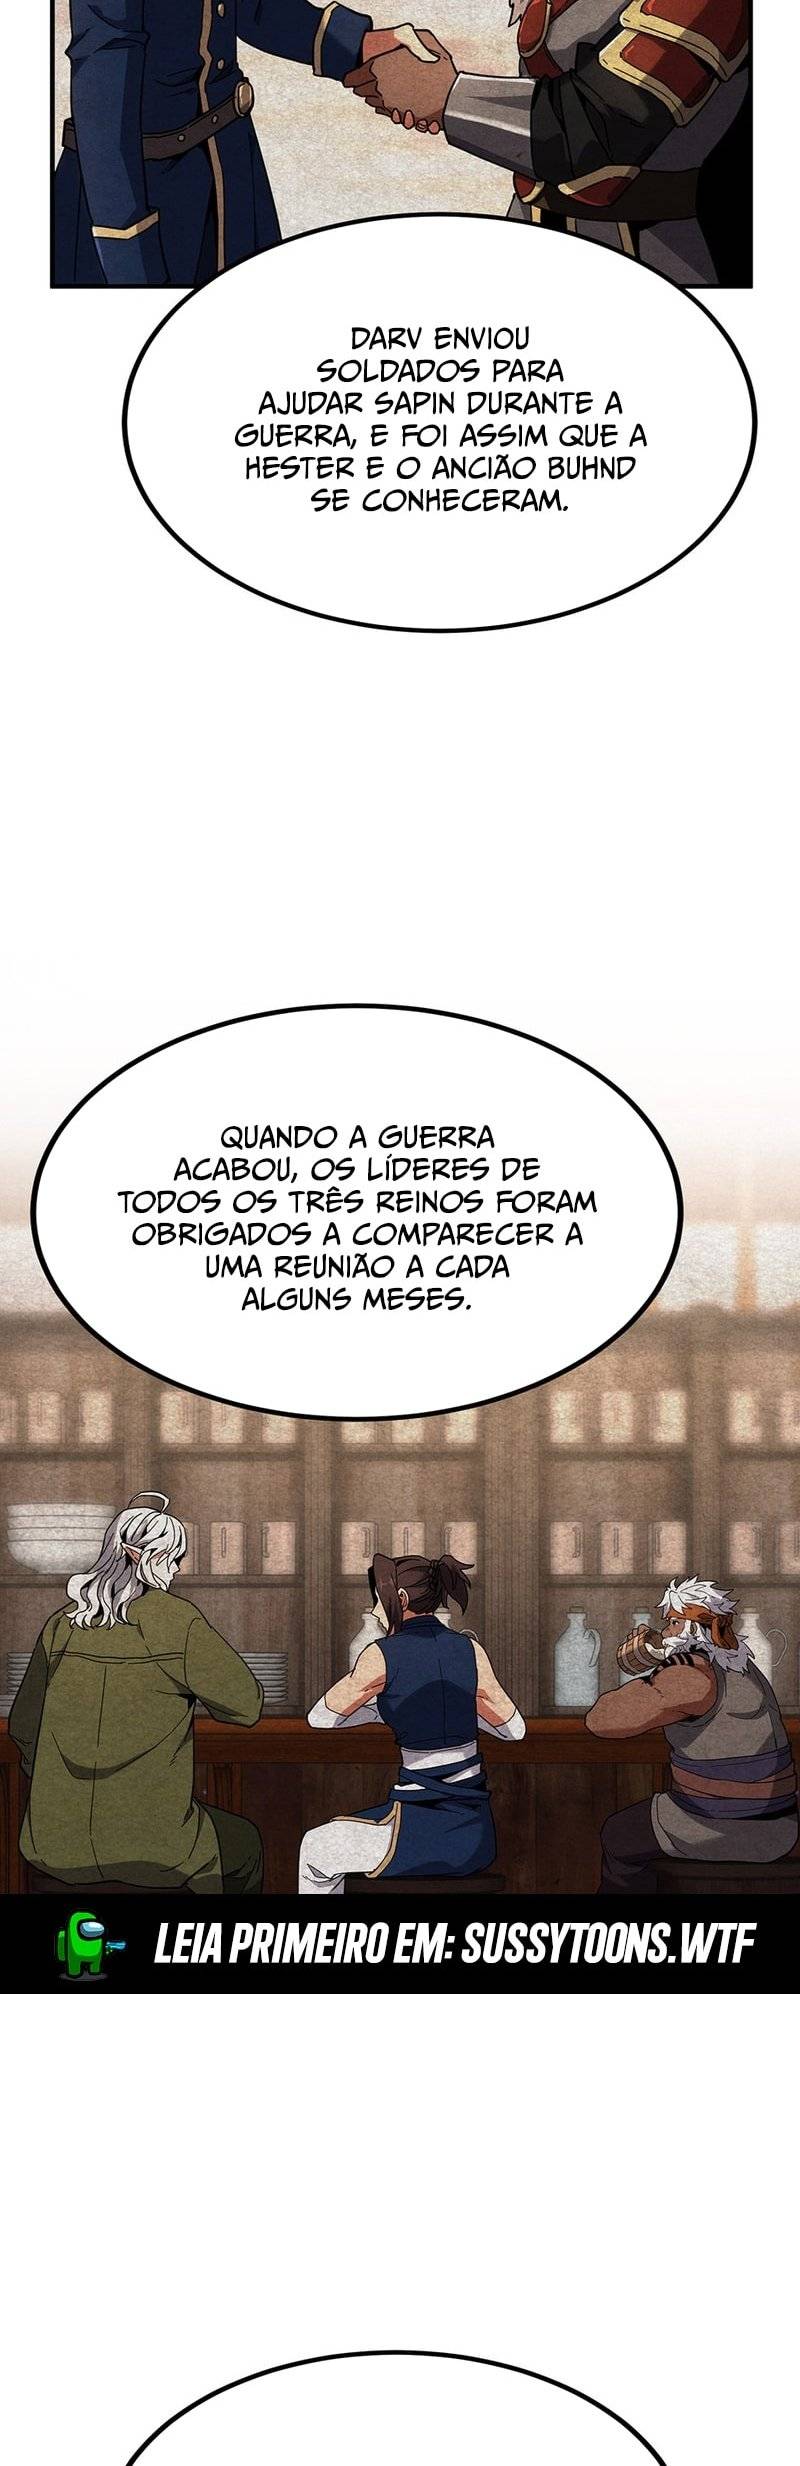 DARV ENVIOU
SOLDADOS PARA
AJUDAR SAPIN DURANTE A
GUERRA, E FOI ASSIM QUE A
HESTER E O ANCIÃO BUHND
SE CONHECERAM.
QUANDO A GUERRA
ACABOU, OS LÍDERES DE
TODOS OS TRÊS REINOS FORAM
OBRIGADOS A COMPARECER A
UMA REUNIÃO A CADA
ALGUNS MESES.
LEIA PRIMEIRO EM: SUSSYTOONS.WTF